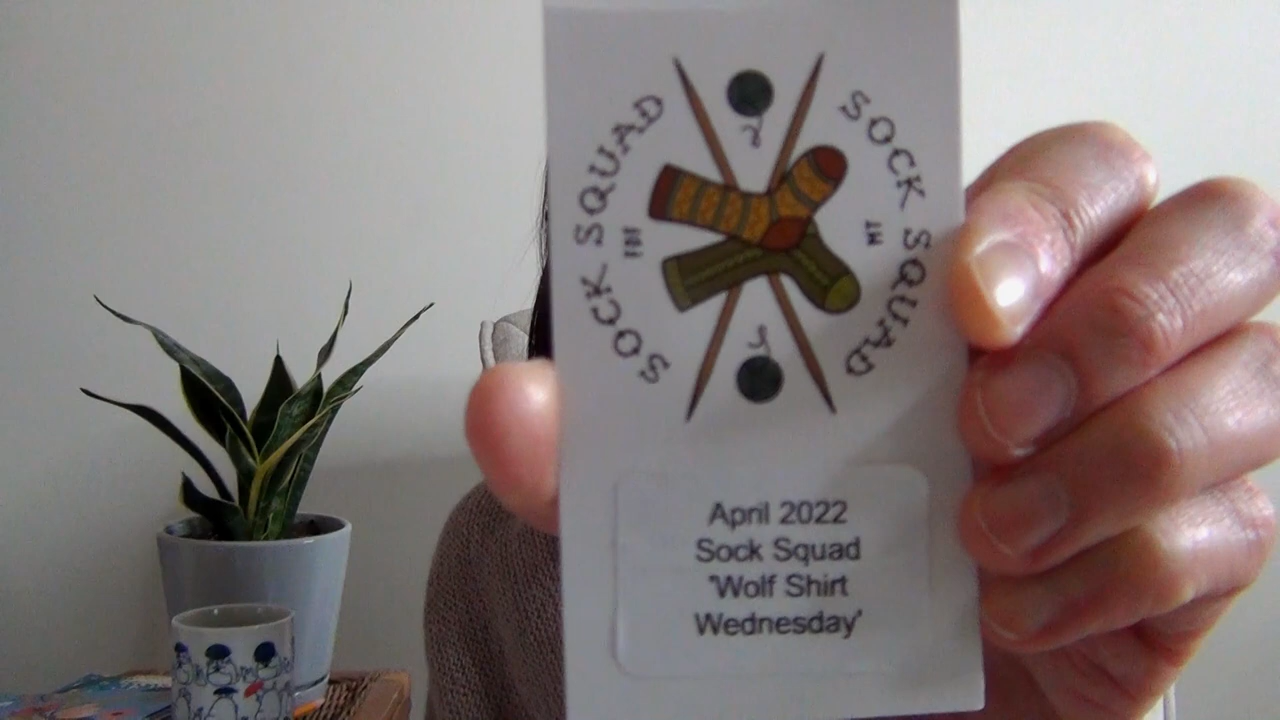 SOCK SQUAD
SOCK SQUAD
April 2022
Sock Squad
'Wolf Shirt
Wednesday'